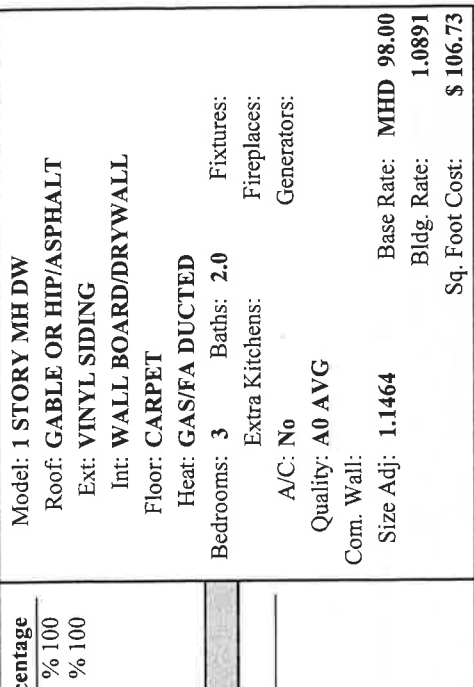 centage
% 100
% 100
Model: 1 STORY MH DW
Roof: GABLE OR HIP/ASPHALT
Ext: VINYL SIDING
Int: WALL BOARD/DRYWALL
Floor: CARPET
Heat: GAS/FA DUCTED
Bedrooms: 3 Baths: 2.0 Fixtures:
Extra Kitchens: Fireplaces:
A/C: No Generators:
Quality: A0 AVG
Com. Wall:
Size Adj: 1.1464 Base Rate: MHD 98.00
Bldg. Rate: 1.0891
Sq. Foot Cost: $ 106.73